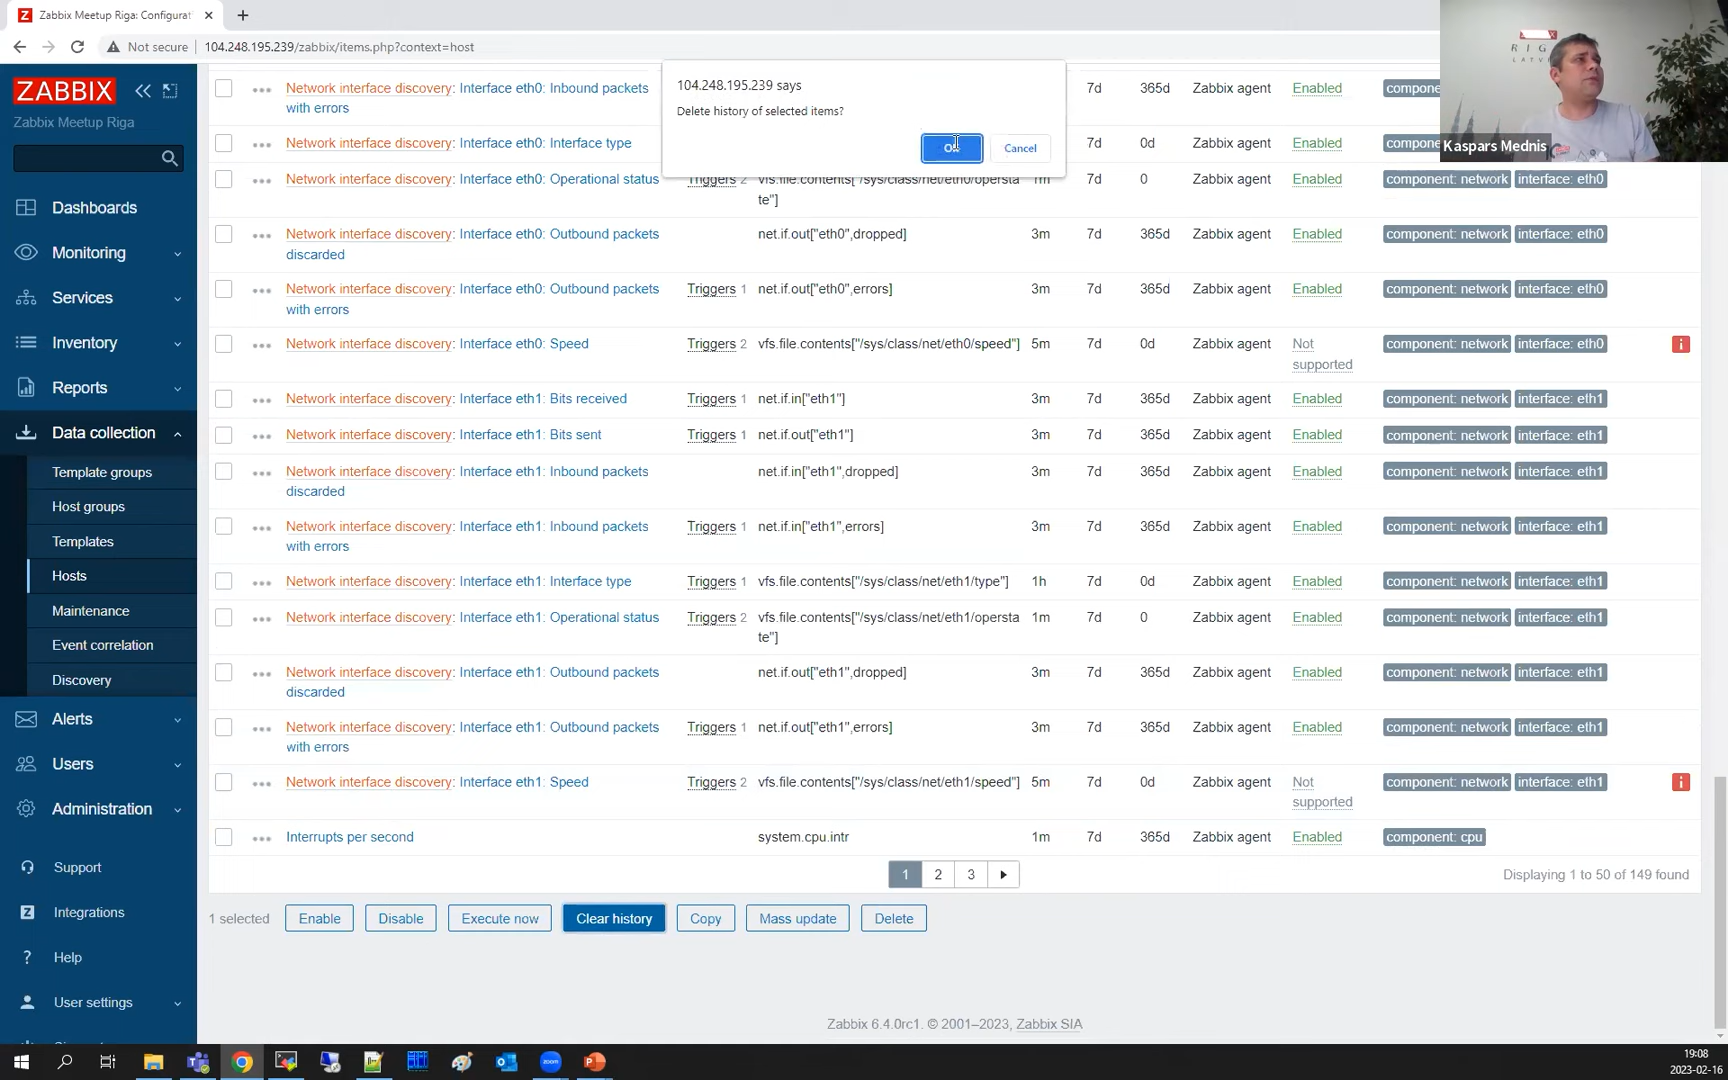 Zabbix Meetup Riga: Configurat
Not secure
104.248.195.239/zabbix/items.php?context=host
104.248.195.239 says
Delete history of selected items?
Cancel
RIGA
Kaspars Mednis
ZABBIX
Zabbix Meetup Riga
Dashboards
Monitoring
Services
Inventory
Reports
Data collection
Template groups
Host groups
Templates
Hosts
Maintenance
Event correlation
Discovery
Alerts
Users
Administration
Support
Integrations
Help
User settings
Network interface discovery: Interface eth0: Inbound packets with errors 7d 365d Zabbix agent Enabled
Network interface discovery: Interface eth0: Interface type 7d 0d Zabbix agent Enabled
Network interface discovery: Interface eth0: Operational status Triggers 2 vfs.file.contents["/sys/class/net/eth0/operstate"] 1m 7d 0 Zabbix agent Enabled component: network interface: eth0
Network interface discovery: Interface eth0: Outbound packets discarded net.if.out["eth0",dropped] 3m 7d 365d Zabbix agent Enabled component: network interface: eth0
Network interface discovery: Interface eth0: Outbound packets with errors Triggers 1 net.if.out["eth0",errors] 3m 7d 365d Zabbix agent Enabled component: network interface: eth0
Network interface discovery: Interface eth0: Speed Triggers 2 vfs.file.contents["/sys/class/net/eth0/speed"] 5m 7d 0d Zabbix agent Not supported component: network interface: eth0
Network interface discovery: Interface eth1: Bits received Triggers 1 net.if.in["eth1"] 3m 7d 365d Zabbix agent Enabled component: network interface: eth1
Network interface discovery: Interface eth1: Bits sent Triggers 1 net.if.out["eth1"] 3m 7d 365d Zabbix agent Enabled component: network interface: eth1
Network interface discovery: Interface eth1: Inbound packets discarded net.if.in["eth1",dropped] 3m 7d 365d Zabbix agent Enabled component: network interface: eth1
Network interface discovery: Interface eth1: Inbound packets with errors Triggers 1 net.if.in["eth1",errors] 3m 7d 365d Zabbix agent Enabled component: network interface: eth1
Network interface discovery: Interface eth1: Interface type Triggers 1 vfs.file.contents["/sys/class/net/eth1/type"] 1h 7d 0d Zabbix agent Enabled component: network interface: eth1
Network interface discovery: Interface eth1: Operational status Triggers 2 vfs.file.contents["/sys/class/net/eth1/operstate"] 1m 7d 0 Zabbix agent Enabled component: network interface: eth1
Network interface discovery: Interface eth1: Outbound packets discarded net.if.out["eth1",dropped] 3m 7d 365d Zabbix agent Enabled component: network interface: eth1
Network interface discovery: Interface eth1: Outbound packets with errors Triggers 1 net.if.out["eth1",errors] 3m 7d 365d Zabbix agent Enabled component: network interface: eth1
Network interface discovery: Interface eth1: Speed Triggers 2 vfs.file.contents["/sys/class/net/eth1/speed"] 5m 7d 0d Zabbix agent Not supported component: network interface: eth1
Interrupts per second system.cpu.intr 1m 7d 365d Zabbix agent Enabled component: cpu
1 2 3
Displaying 1 to 50 of 149 found
1 selected Enable Disable Execute now Clear history Copy Mass update Delete
Zabbix 6.4.0rc1. © 2001–2023, Zabbix SIA
19:08
2023-02-16